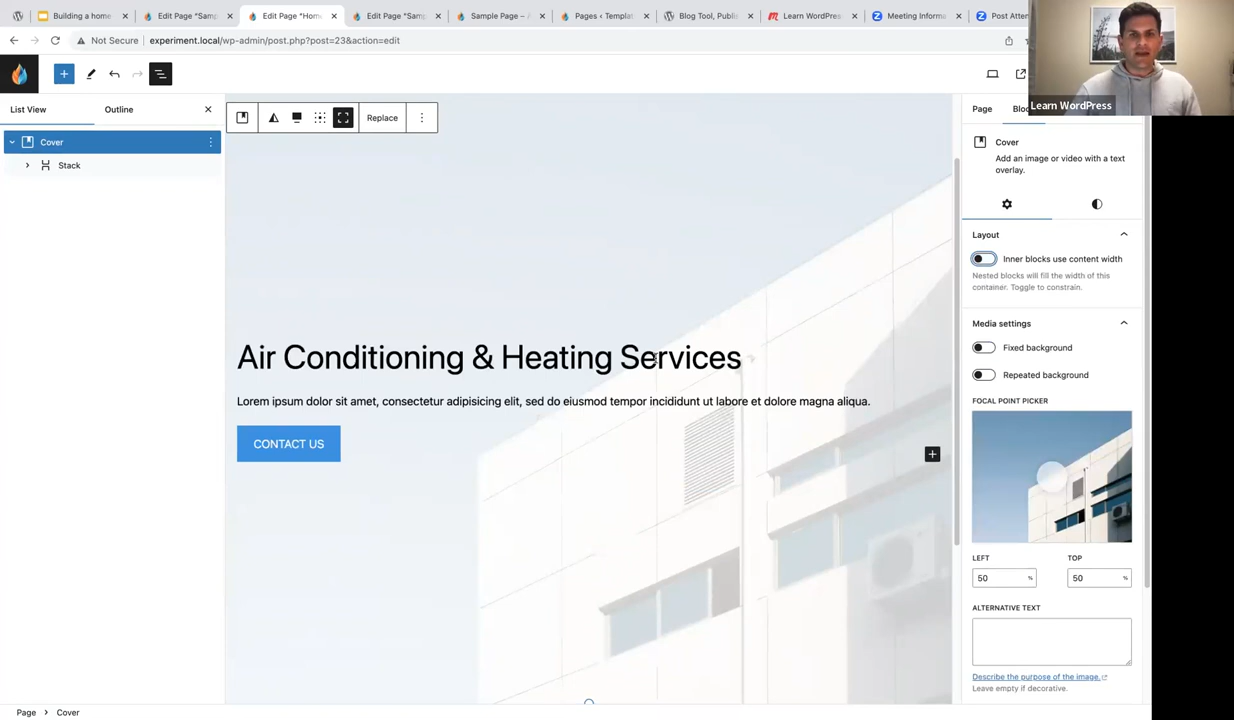 Building a home
Edit Page "Samp
Edit Page "Hom
Edit Page "Samp
Sample Page – 
Pages ‹ Templat
Blog Tool, Publis
Learn WordPress
Meeting Informa
Post Atten
Not Secure
experiment.local/wp-admin/post.php?post=23&action=edit
List View
Outline
Replace
Page
Learn WordPress
Cover
Stack
Cover
Add an image or video with a text
overlay.
Layout
Inner blocks use content width
Nested blocks will fill the width of this
container. Toggle to constrain.
Media settings
Fixed background
Repeated background
FOCAL POINT PICKER
Air Conditioning & Heating Services
Lorem ipsum dolor sit amet, consectetur adipisicing elit, sed do eiusmod tempor incididunt ut labore et dolore magna aliqua.
CONTACT US
LEFT
TOP
50 %
50 %
ALTERNATIVE TEXT
Describe the purpose of the image.
Leave empty if decorative.
Page > Cover